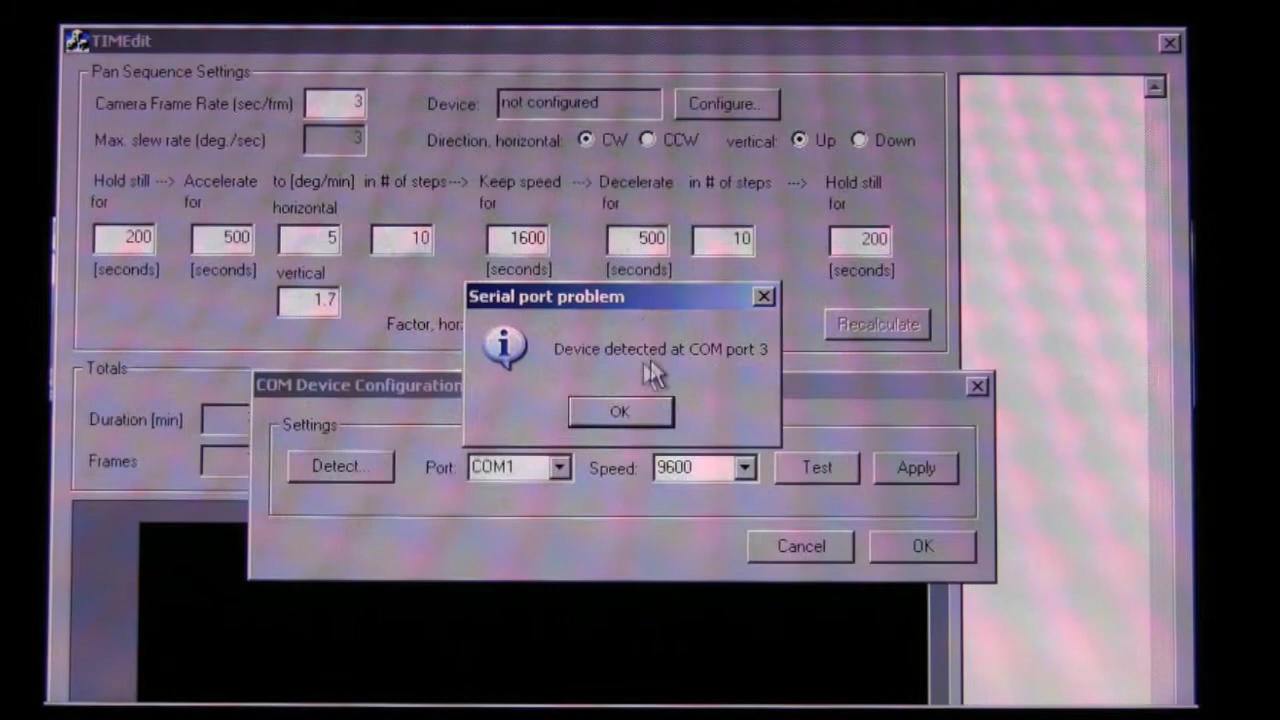 TIMEdit
Pan Sequence Settings
Camera Frame Rate (sec/frm) 3 Device: not configured Configure..
Max. slew rate (deg./sec) 3 Direction, horizontal: CW CCW vertical: Up Down
Hold still ---> Accelerate to [deg/min] in # of steps---> Keep speed ---> Decelerate in # of steps ---> Hold still
for for horizontal for for for
200 500 5 10 1600 500 10 200
[seconds] [seconds] vertical [seconds] [seconds] [seconds]
1.7
Factor, hor Recalculate
Serial port problem
Device detected at COM port 3
OK
Totals
Duration [min]
Frames
COM Device Configuration
Settings
Detect... Port: COM1 Speed: 9600 Test Apply
Cancel OK